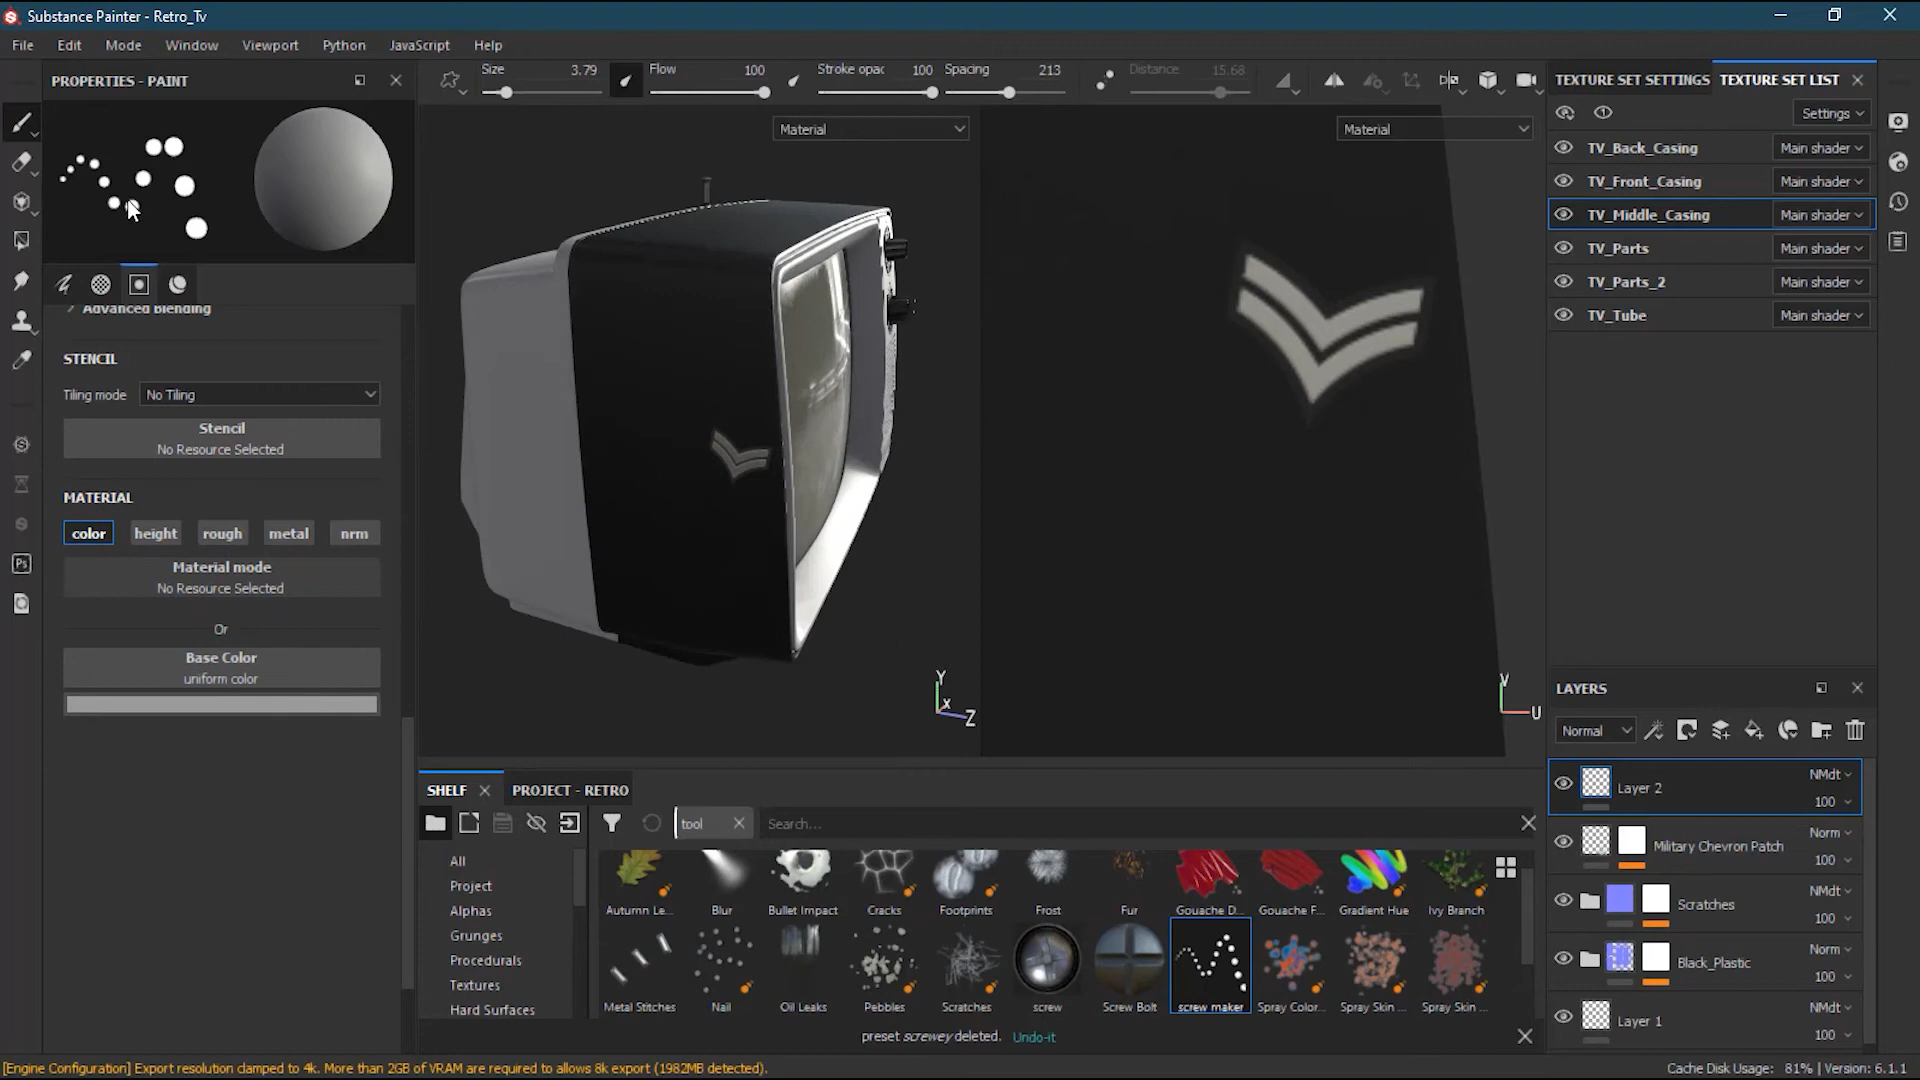 Substance Painter - Retro_Tv
File Edit Mode Window Viewport Python JavaScript Help
PROPERTIES - PAINT
Size 3.79 Flow 100 Stroke opac 100 Spacing 213 Distance 15.68
TEXTURE SET SETTINGS TEXTURE SET LIST
Settings
Material
Material
TV_Back_Casing Main shader
TV_Front_Casing Main shader
TV_Middle_Casing Main shader
TV_Parts Main shader
TV_Parts_2 Main shader
TV_Tube Main shader
Advanced Blending
STENCIL
Tiling mode No Tiling
Stencil
No Resource Selected
MATERIAL
color height rough metal nrm
Material mode
No Resource Selected
Or
Base Color
uniform color
Y
X
Z
V
U
LAYERS
Normal
Layer 2 NMdt 100
Military Chevron Patch Norm 100
Scratches NMdt 100
Black_Plastic Norm 100
Layer 1 NMdt 100
SHELF PROJECT - RETRO
tool Search...
All
Project
Alphas
Grunges
Procedurals
Textures
Hard Surfaces
Autumn Le... Blur Bullet Impact Cracks Footprints Frost Fur Gouache D... Gouache F... Gradient Hue Ivy Branch
Metal Stitches Nail Oil Leaks Pebbles Scratches screw Screw Bolt screw maker Spray Color... Spray Skin ... Spray Skin ...
preset screwey deleted. Undo-it
Ps
[Engine Configuration] Export resolution clamped to 4k. More than 2GB of VRAM are required to allows 8k export (1982MB detected).
Cache Disk Usage: 81% | Version: 6.1.1